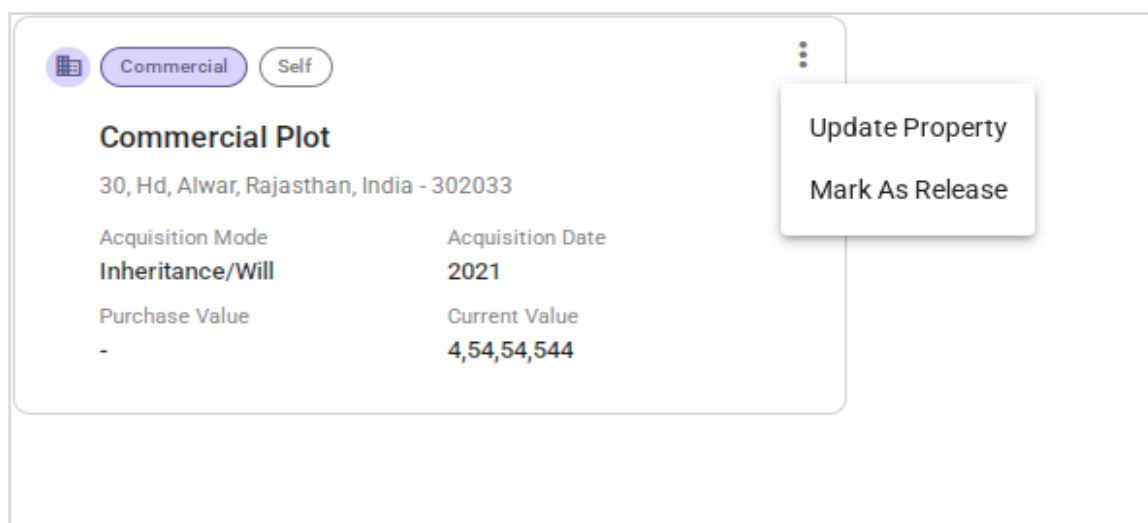 Commercial Self
Commercial Plot
30, Hd, Alwar, Rajasthan, India - 302033
Acquisition Mode Acquisition Date
Inheritance/Will 2021
Purchase Value Current Value
- 4,54,54,544
Update Property
Mark As Release